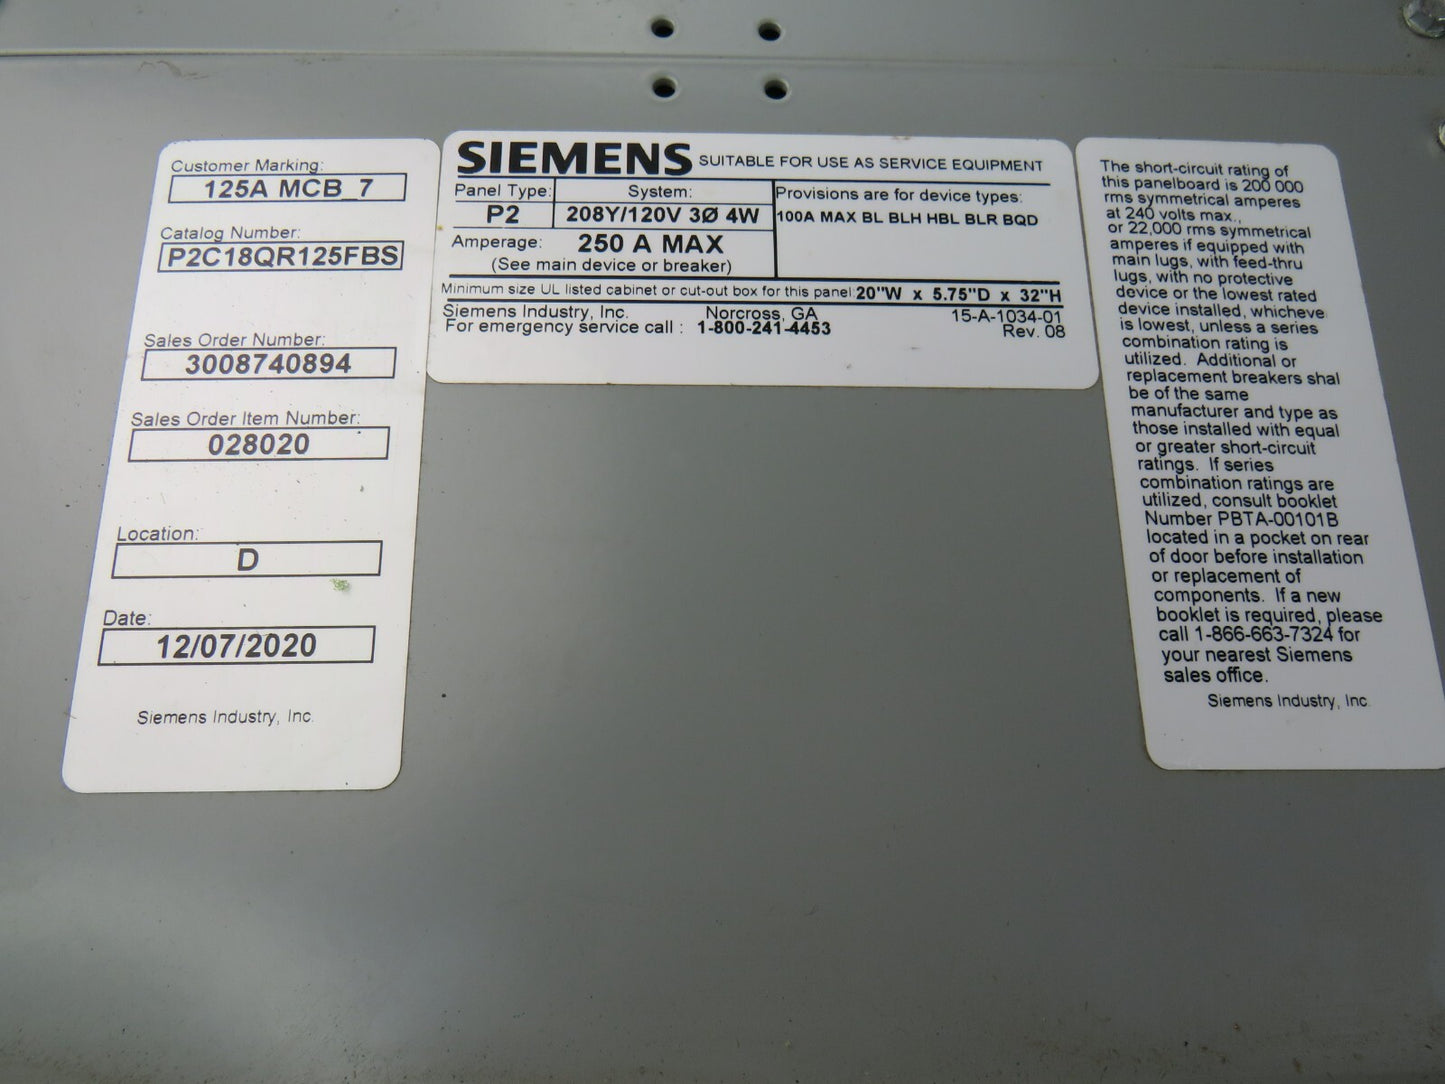 Customer Marking:
125A MCB_7
Catalog Number:
P2C18QR125FBS
Sales Order Number:
3008740894
Sales Order Item Number:
028020
Location:
D
Date:
12/07/2020
Siemens Industry, Inc.
SIEMENS SUITABLE FOR USE AS SERVICE EQUIPMENT
Panel Type:
P2
System:
208Y/120V 3Ø 4W
Provisions are for device types:
100A MAX BL BLH HBL BLR BQD
Amperage: 250 A MAX
(See main device or breaker)
Minimum size UL listed cabinet or cut-out box for this panel: 20"W x 5.75"D x 32"H
Siemens Industry, Inc. Norcross, GA 15-A-1034-01
For emergency service call : 1-800-241-4453 Rev. 08
The short-circuit rating of
this panelboard is 200 000
rms symmetrical amperes
at 240 volts max.,
or 22,000 rms symmetrical
amperes if equipped with
main lugs, with feed-thru
lugs, with no protective
device or the lowest rated
device installed, whicheve
is lowest, unless a series
combination rating is
utilized. Additional or
replacement breakers shal
be of the same
manufacturer and type as
those installed with equal
or greater short-circuit
ratings. If series
combination ratings are
utilized, consult booklet
Number PBTA-00101B
located in a pocket on rear
of door before installation
or replacement of
components. If a new
booklet is required, please
call 1-866-663-7324 for
your nearest Siemens
sales office.
Siemens Industry, Inc.